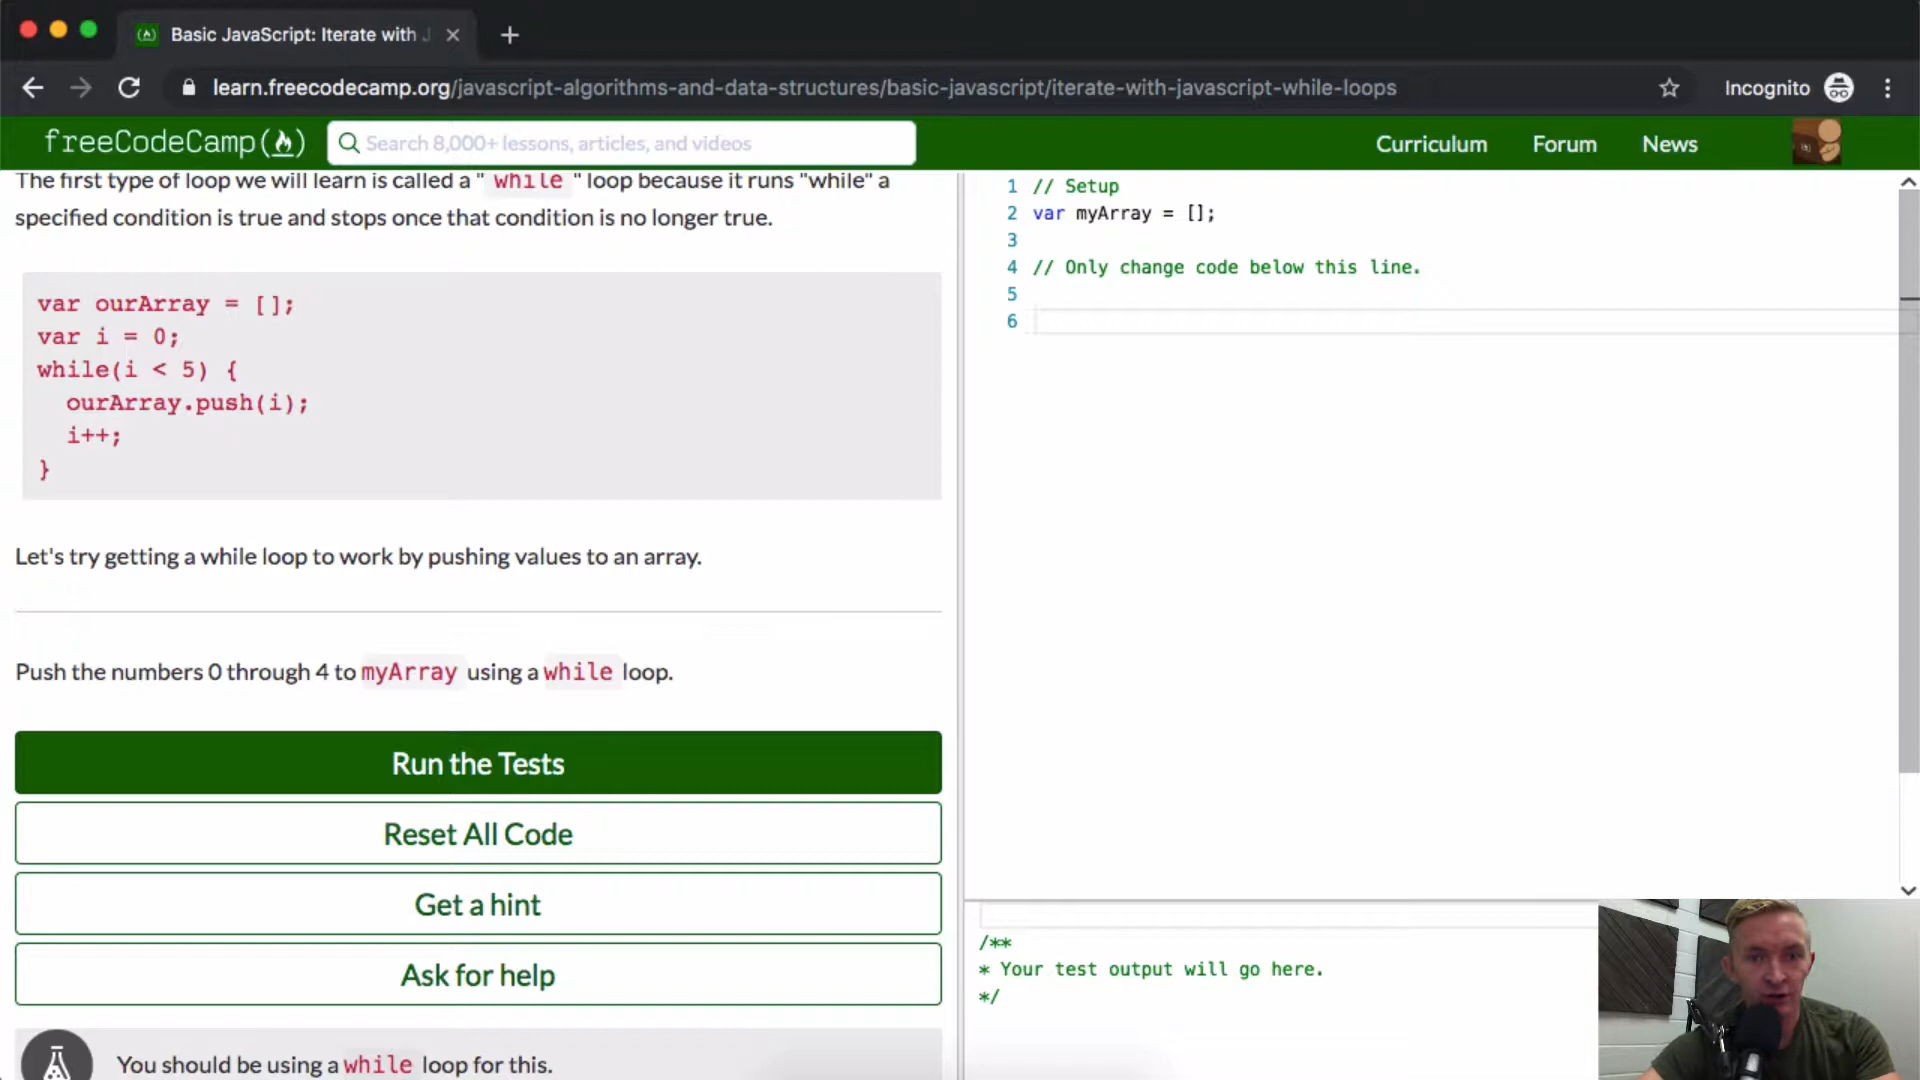 Basic JavaScript: Iterate with J
learn.freecodecamp.org/javascript-algorithms-and-data-structures/basic-javascript/iterate-with-javascript-while-loops
Incognito
freeCodeCamp
Search 8,000+ lessons, articles, and videos
Curriculum
Forum
News
The first type of loop we will learn is called a " while " loop because it runs "while" a
specified condition is true and stops once that condition is no longer true.
var ourArray = [];
var i = 0;
while(i < 5) {
ourArray.push(i);
i++;
}
Let's try getting a while loop to work by pushing values to an array.
Push the numbers 0 through 4 to myArray using a while loop.
Run the Tests
Reset All Code
Get a hint
Ask for help
You should be using a while loop for this.
1 // Setup
2 var myArray = [];
3
4 // Only change code below this line.
5
6
/**
* Your test output will go here.
*/